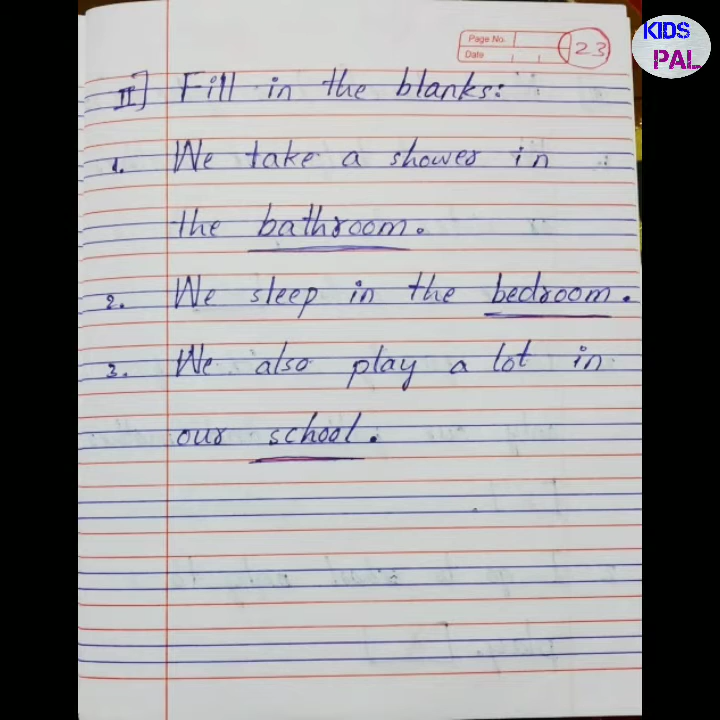 KIDS
PAL
Page No. 23
Date
II] Fill in the blanks:
1. We take a shower in
the bathroom.
2. We sleep in the bedroom.
3. We also play a lot in
our school.